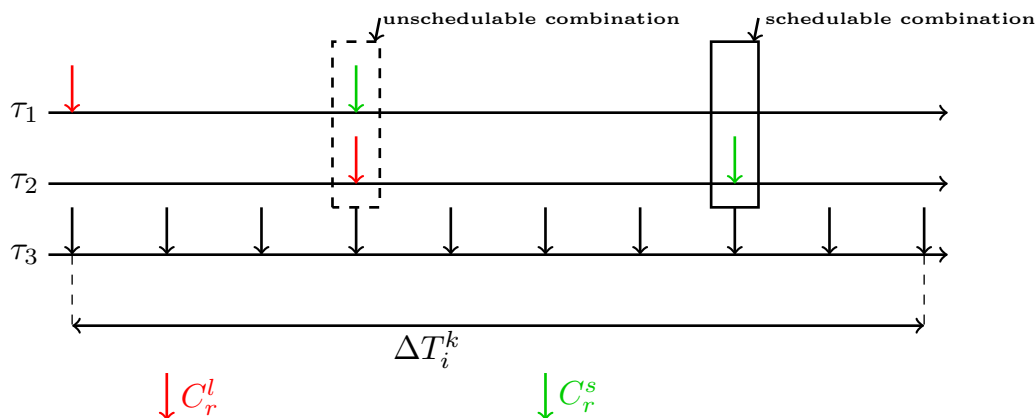 unschedulable combination
schedulable combination
τ1
τ2
τ3
ΔT_i^k
C_r^l
C_r^s